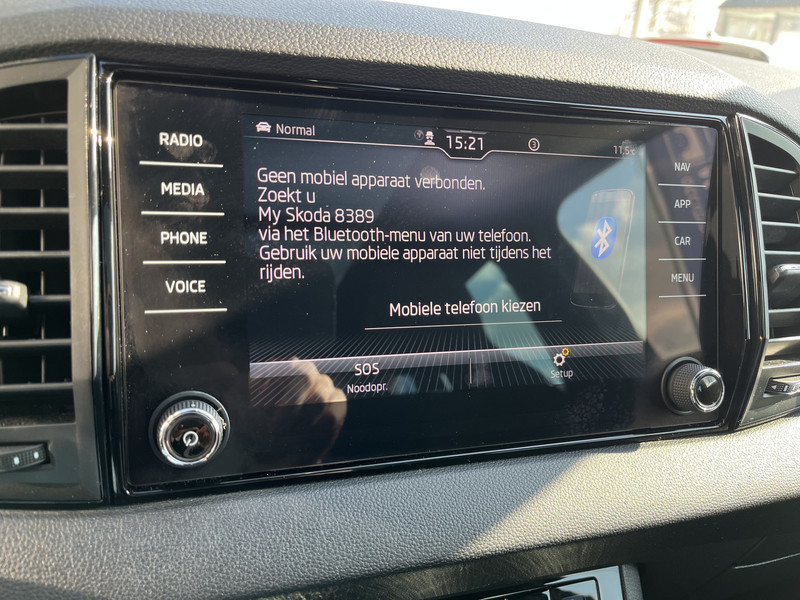 RADIO
MEDIA
PHONE
VOICE
Normal
15:21
3
11,5
Geen mobiel apparaat verbonden.
Zoekt u
My Skoda 8389
via het Bluetooth-menu van uw telefoon.
Gebruik uw mobiele apparaat niet tijdens het
rijden.
Mobiele telefoon kiezen
SOS
Noodopr.
Setup
NAV
APP
CAR
MENU